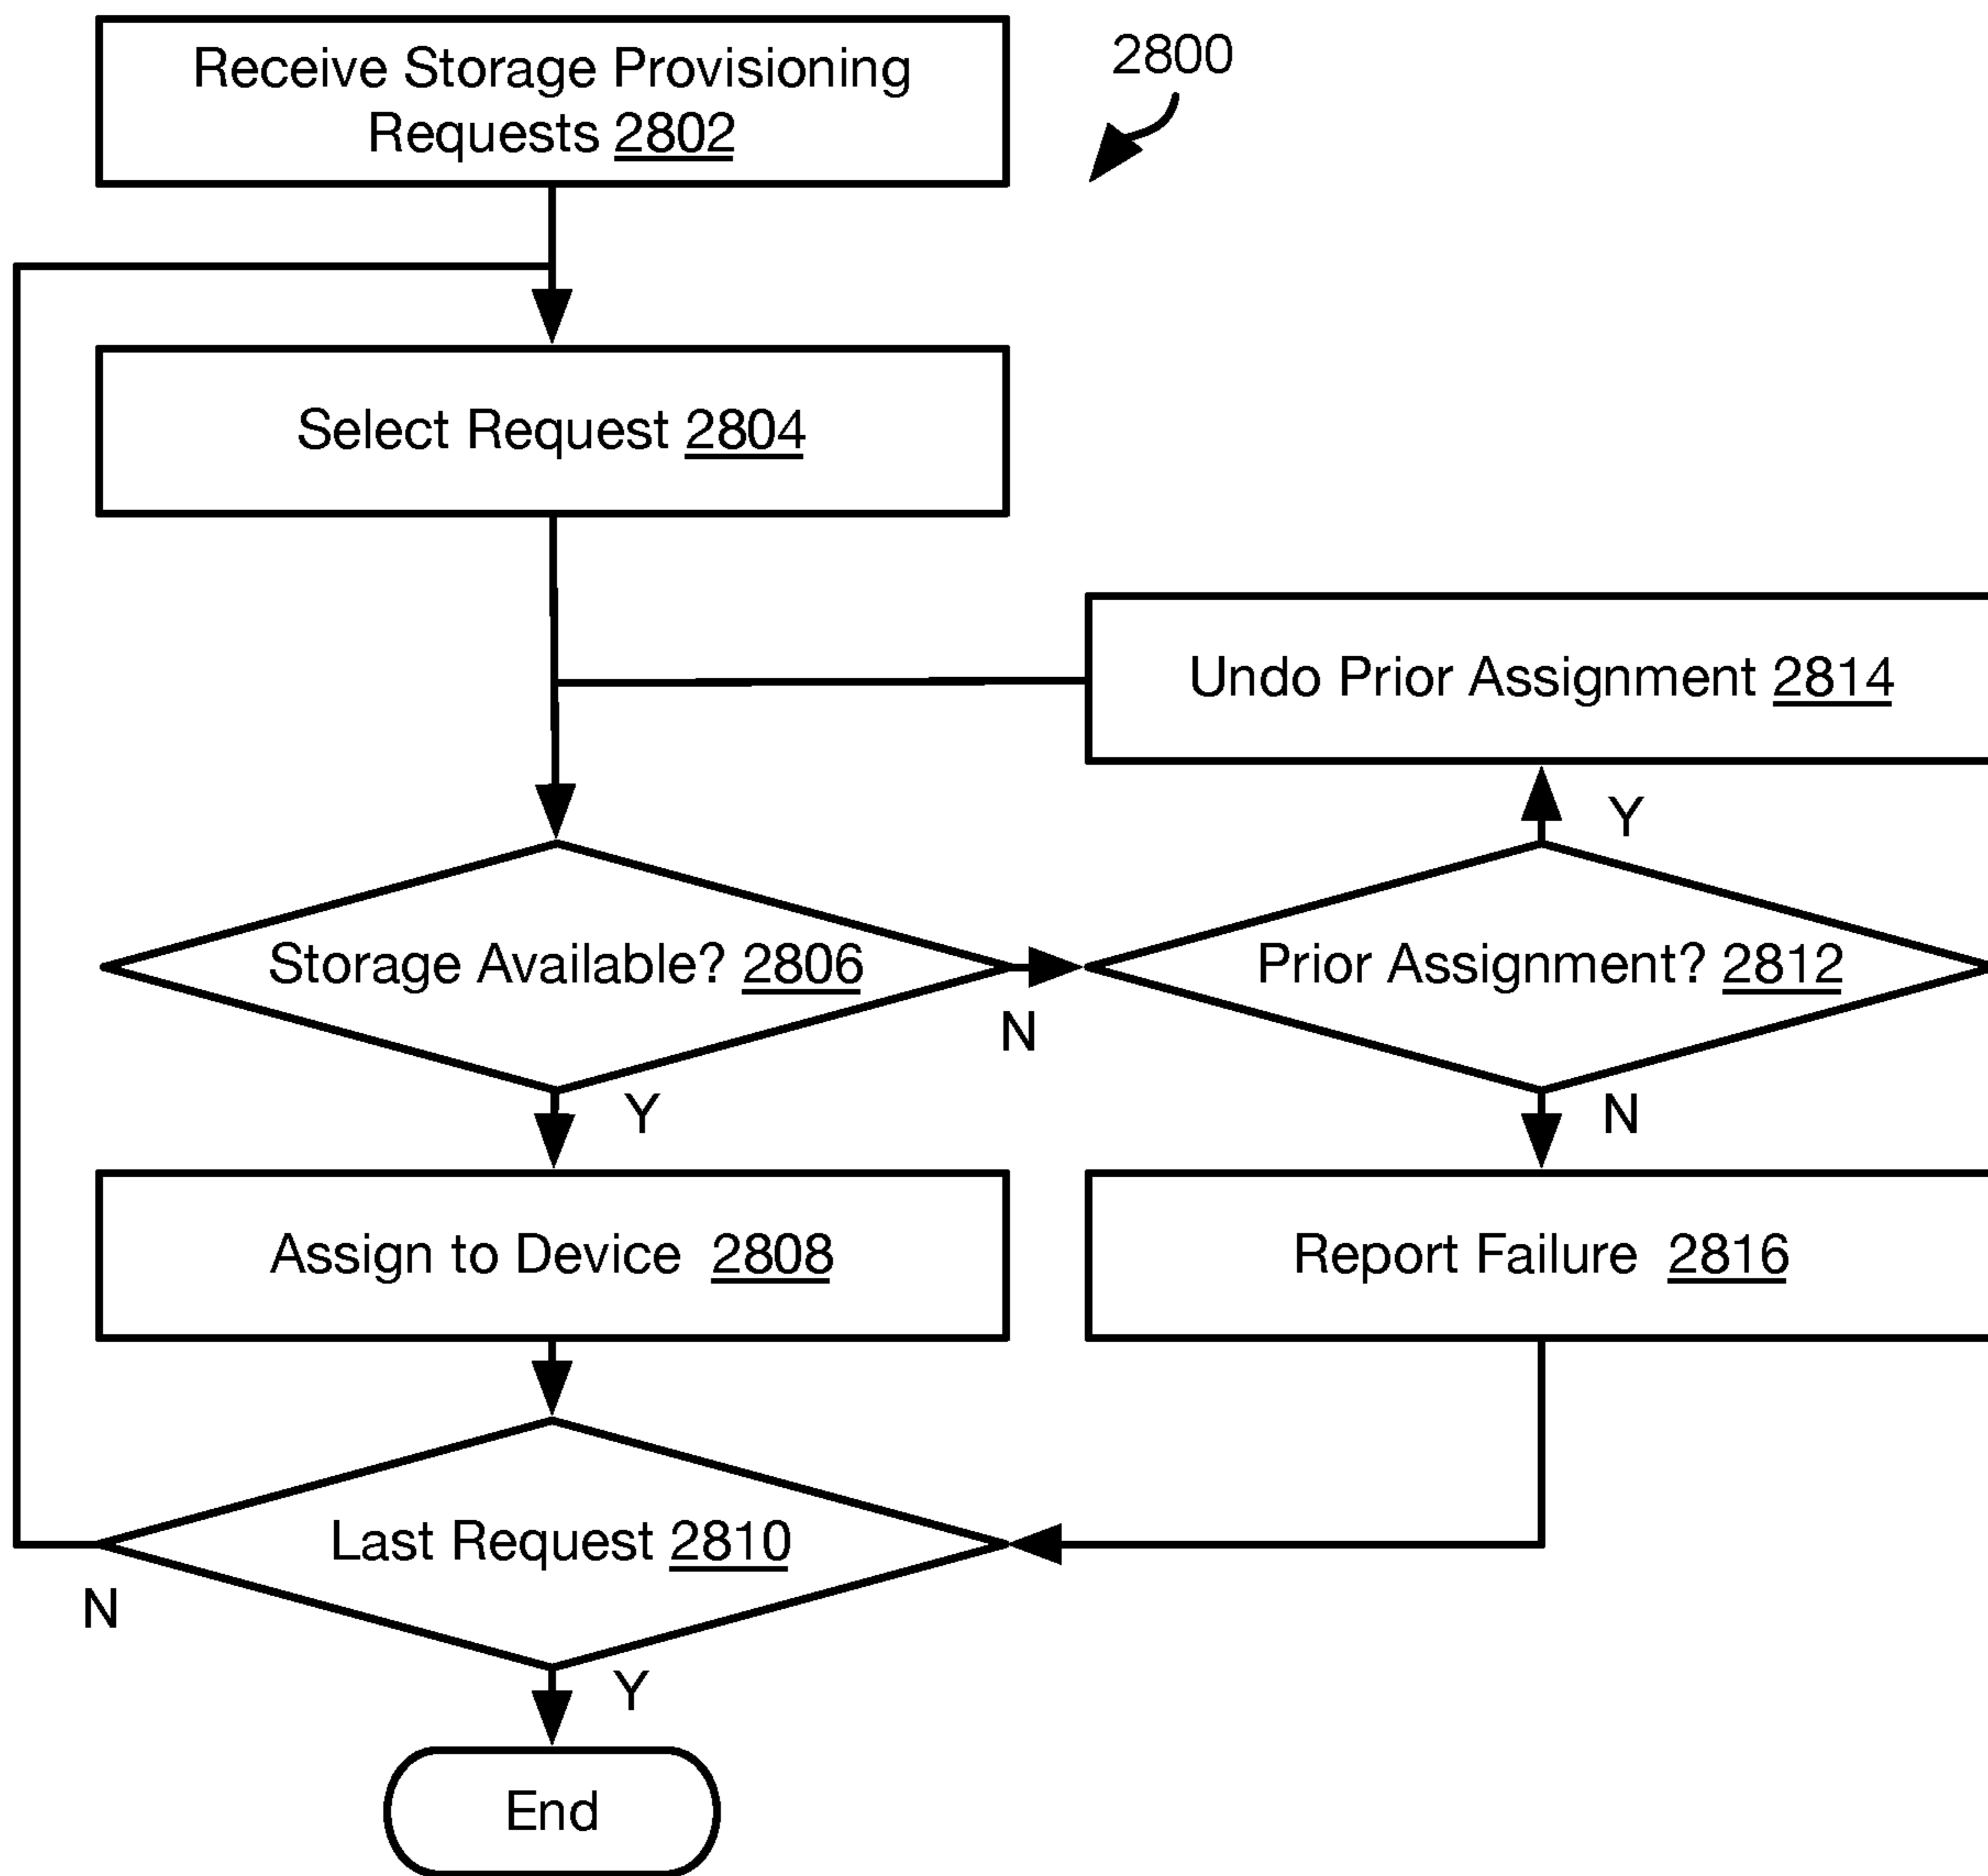 Receive Storage Provisioning
Requests 2802
2800
Select Request 2804
Undo Prior Assignment 2814
Y
Storage Available? 2806
Prior Assignment? 2812
N
Y
N
Assign to Device 2808
Report Failure 2816
Last Request 2810
N
Y
End